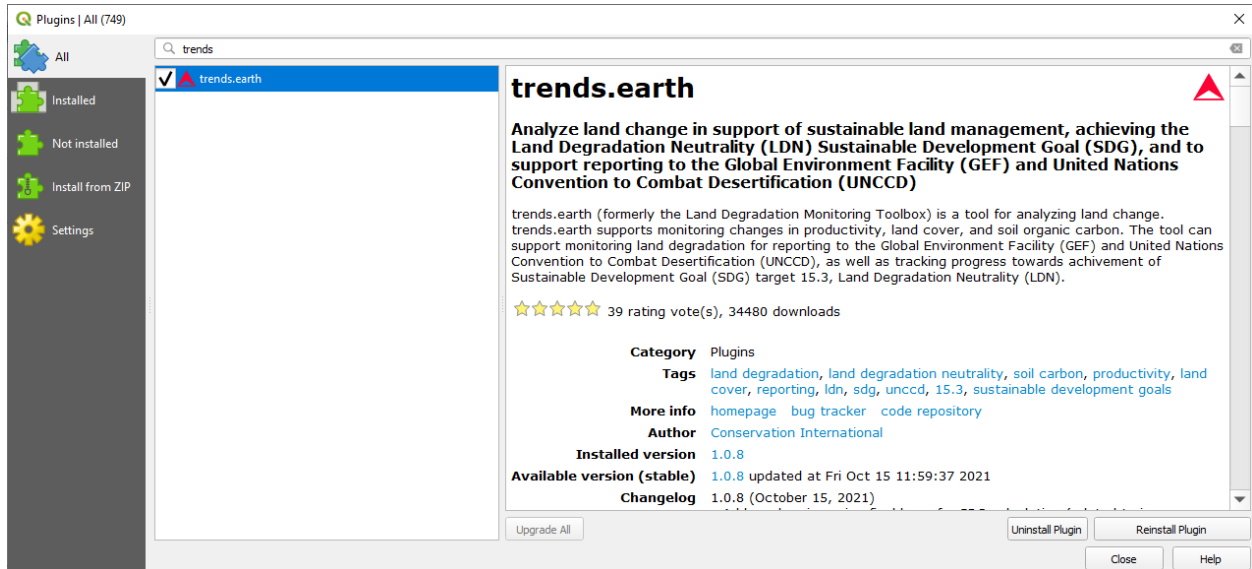 Plugins | All (749)
All
Installed
Not installed
Install from ZIP
Settings
trends
trends.earth
trends.earth
Analyze land change in support of sustainable land management, achieving the
Land Degradation Neutrality (LDN) Sustainable Development Goal (SDG), and to
support reporting to the Global Environment Facility (GEF) and United Nations
Convention to Combat Desertification (UNCCD)
trends.earth (formerly the Land Degradation Monitoring Toolbox) is a tool for analyzing land change.
trends.earth supports monitoring changes in productivity, land cover, and soil organic carbon. The tool can
support monitoring land degradation for reporting to the Global Environment Facility (GEF) and United Nations
Convention to Combat Desertification (UNCCD), as well as tracking progress towards achivement of
Sustainable Development Goal (SDG) target 15.3, Land Degradation Neutrality (LDN).
39 rating vote(s), 34480 downloads
Category Plugins
Tags land degradation, land degradation neutrality, soil carbon, productivity, land
cover, reporting, ldn, sdg, unccd, 15.3, sustainable development goals
More info homepage bug tracker code repository
Author Conservation International
Installed version 1.0.8
Available version (stable) 1.0.8 updated at Fri Oct 15 11:59:37 2021
Changelog 1.0.8 (October 15, 2021)
Upgrade All
Uninstall Plugin
Reinstall Plugin
Close
Help